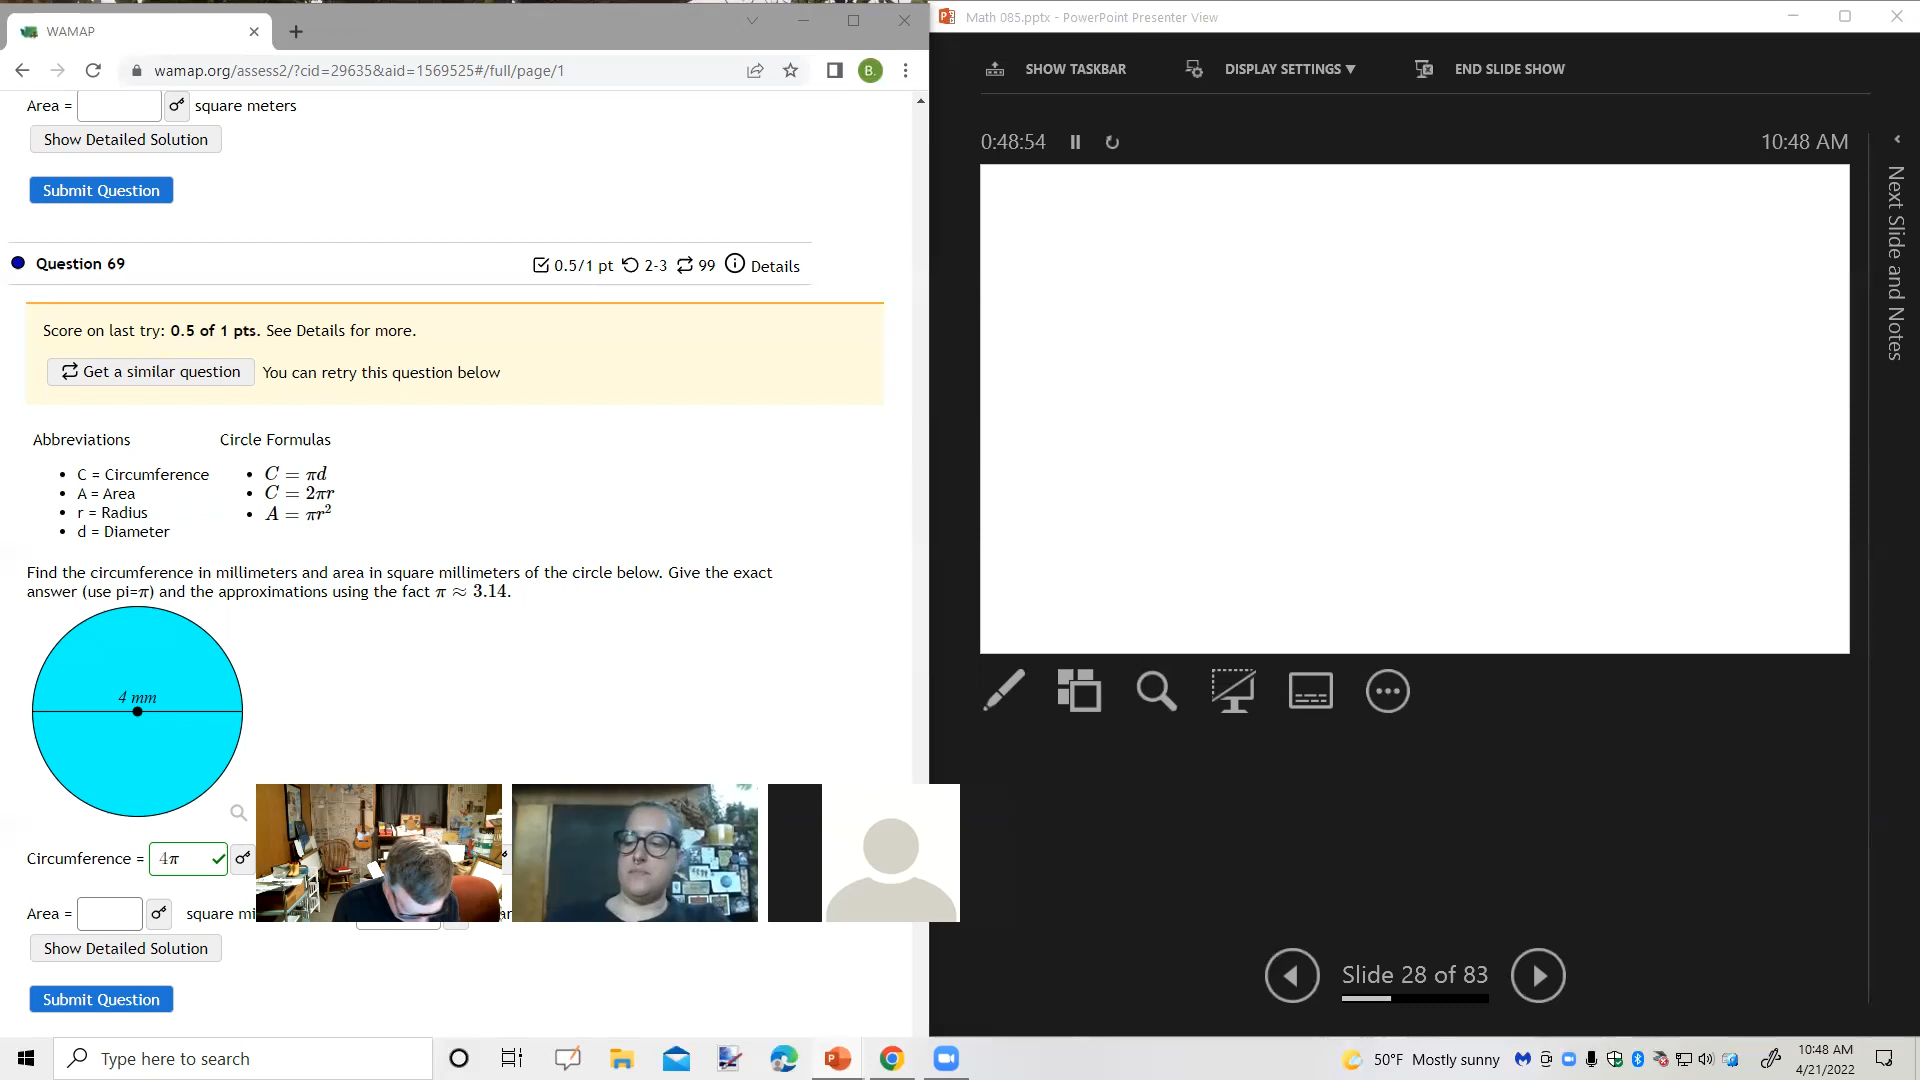 WAMAP
wamap.org/assess2/?cid=29635&aid=1569525#/full/page/1
B.
Area = square meters
Show Detailed Solution
Submit Question
Question 69
0.5/1 pt 2-3 99 Details
Score on last try: 0.5 of 1 pts. See Details for more.
Get a similar question You can retry this question below
Abbreviations
• C = Circumference
• A = Area
• r = Radius
• d = Diameter
Circle Formulas
• C = πd
• C = 2πr
• A = πr²
Find the circumference in millimeters and area in square millimeters of the circle below. Give the exact
answer (use pi=π) and the approximations using the fact π ≈ 3.14.
4 mm
Circumference = 4π
Area = square mi
Show Detailed Solution
Submit Question
Math 085.pptx - PowerPoint Presenter View
SHOW TASKBAR DISPLAY SETTINGS ▼ END SLIDE SHOW
0:48:54 10:48 AM
Next Slide and Notes
Slide 28 of 83
Type here to search
50°F Mostly sunny
10:48 AM
4/21/2022